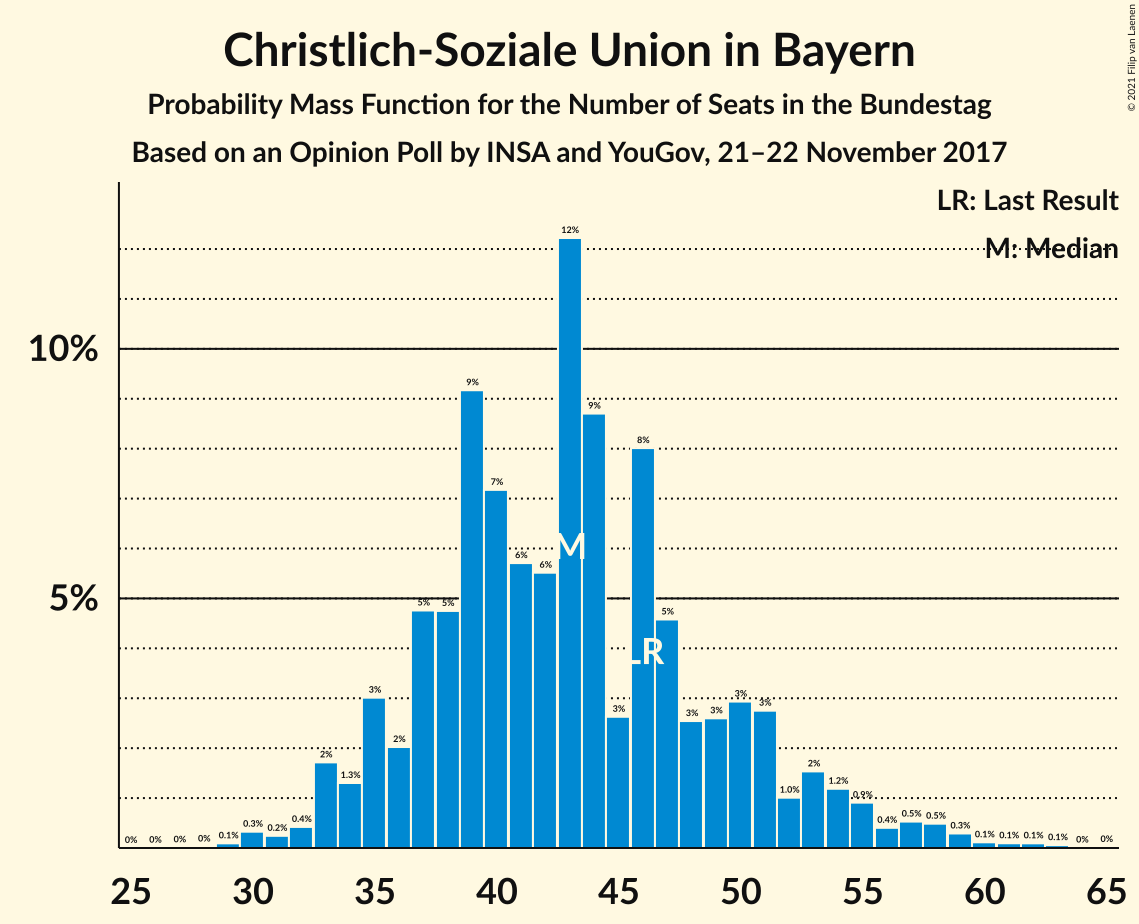 Christlich-Soziale Union in Bayern
Probability Mass Function for the Number of Seats in the Bundestag
Based on an Opinion Poll by INSA and YouGov, 21–22 November 2017
© 2021 Filip van Laenen
LR: Last Result
M: Median
10%
5%
0% 0% 0% 0% 0.1% 0.3% 0.2% 0.4% 2% 1.3% 3% 2% 5% 5% 9% 7% 6% 6% 12% 9% 3% 8% 5% 3% 3% 3% 3% 1.0% 2% 1.2% 0.9% 0.4% 0.5% 0.5% 0.3% 0.1% 0.1% 0.1% 0.1% 0% 0%
M
LR
25 30 35 40 45 50 55 60 65